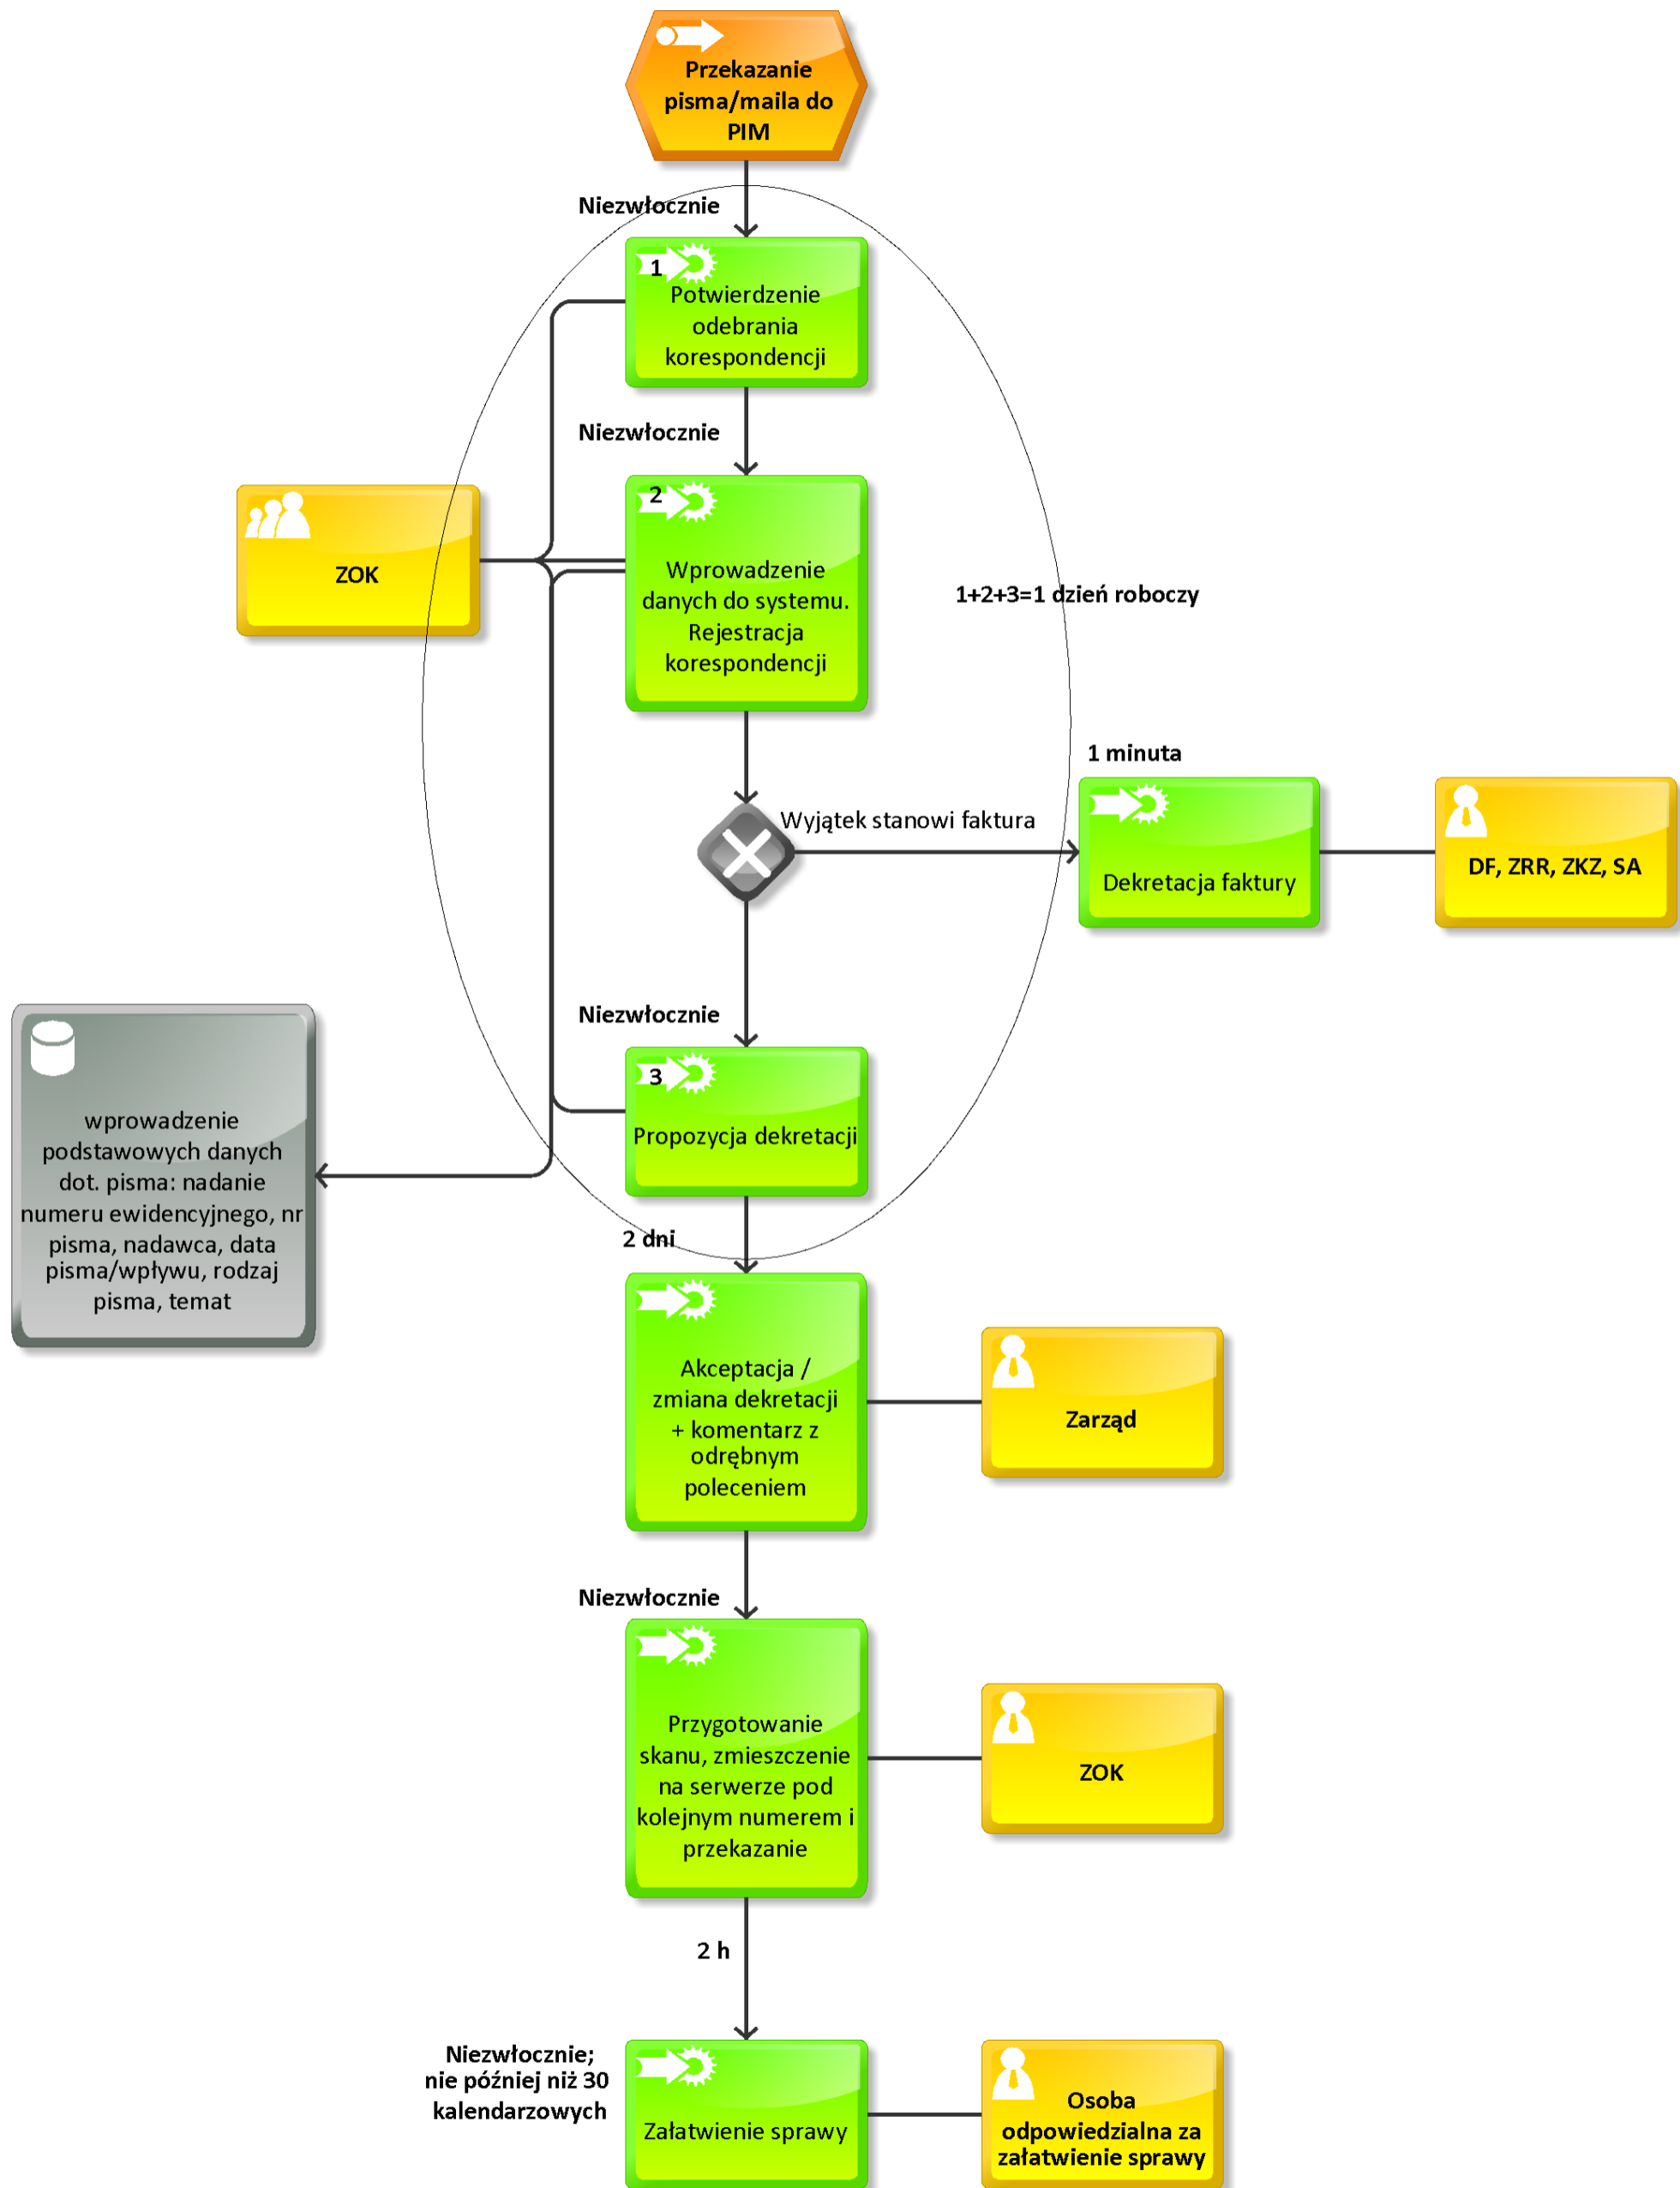 Przekazanie
pisma/maila do
PIM
Niezwłocznie
1
Potwierdzenie
odebrania
korespondencji
Niezwłocznie
2
Wprowadzenie
danych do systemu.
Rejestracja
korespondencji
ZOK
1+2+3=1 dzień roboczy
1 minuta
Wyjątek stanowi faktura
Dekretacja faktury
DF, ZRR, ZKZ, SA
Niezwłocznie
3
Propozycja dekretacji
wprowadzenie
podstawowych danych
dot. pisma: nadanie
numeru ewidencyjnego, nr
pisma, nadawca, data
pisma/wpływu, rodzaj
pisma, temat
2 dni
Akceptacja /
zmiana dekretacji
+ komentarz z
odrębnym
poleceniem
Zarząd
Niezwłocznie
Przygotowanie
skanu, zmieszczenie
na serwerze pod
kolejnym numerem i
przekazanie
ZOK
2 h
Niezwłocznie;
nie później niż 30
kalendarzowych
Załatwienie sprawy
Osoba
odpowiedzialna za
załatwienie sprawy